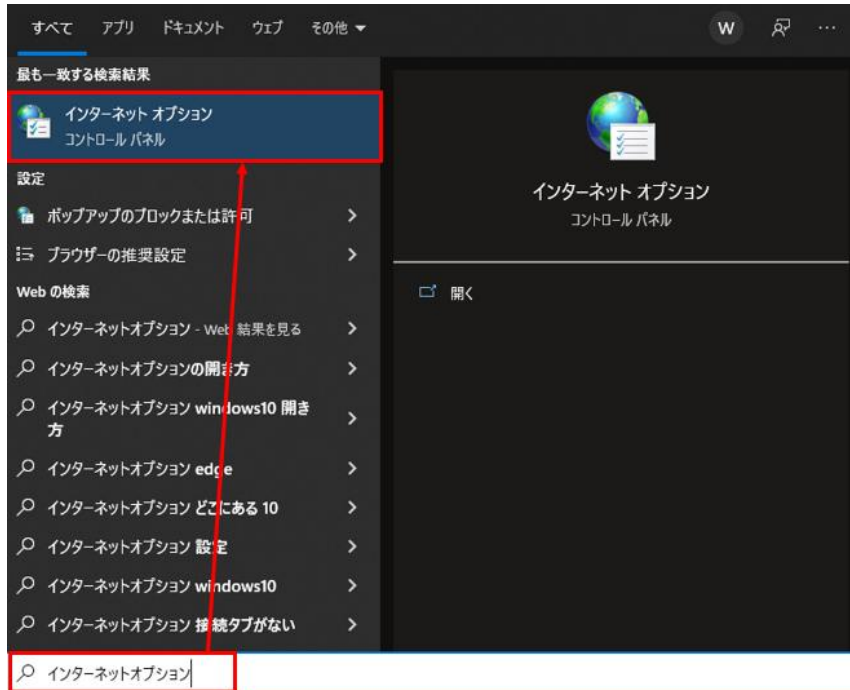 すべて アプリ ドキュメント ウェブ その他 W ...
最も一致する検索結果
インターネット オプション
コントロール パネル
設定
ポップアップのブロックまたは許可
ブラウザーの推奨設定
Web の検索
インターネットオプション - Web 結果を見る
インターネットオプションの開き方
インターネットオプション windows10 開き
方
インターネットオプション edge
インターネットオプション どこにある 10
インターネットオプション 設定
インターネットオプション windows10
インターネットオプション 接続タブがない
インターネットオプション
インターネット オプション
コントロール パネル
開く